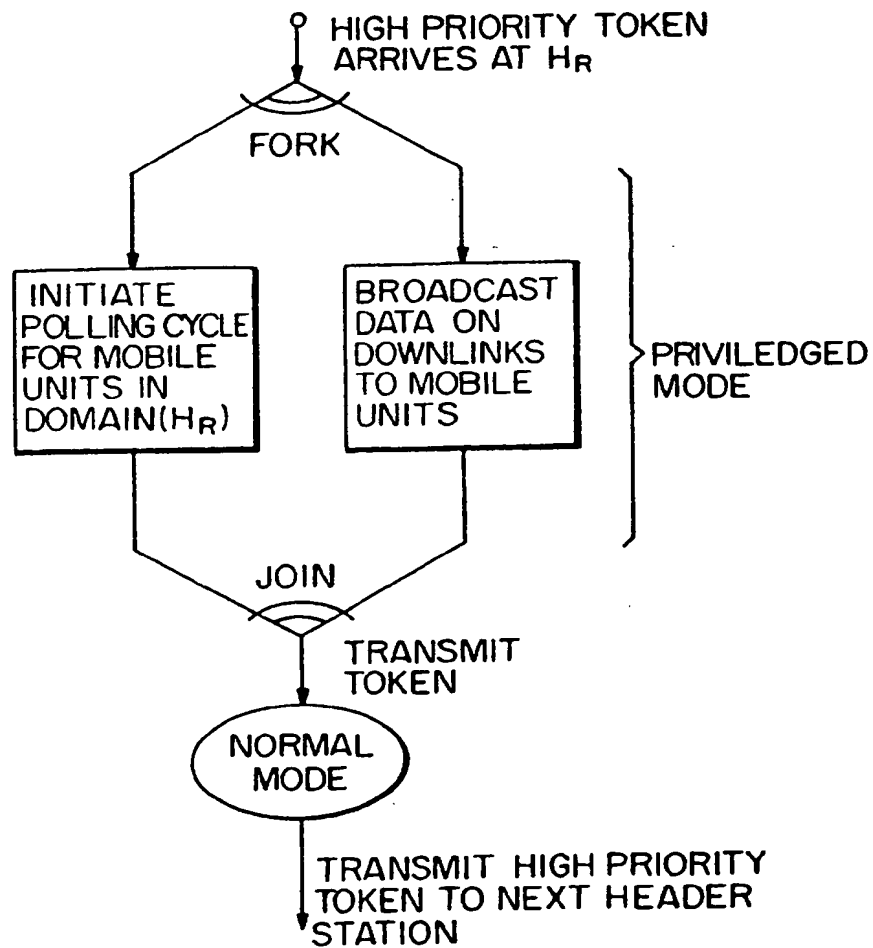 HIGH PRIORITY TOKEN
ARRIVES AT HR
FORK
INITIATE
POLLING CYCLE
FOR MOBILE
UNITS IN
DOMAIN(HR)
BROADCAST
DATA ON
DOWNLINKS
TO MOBILE
UNITS
PRIVILEDGED
MODE
JOIN
TRANSMIT
TOKEN
NORMAL
MODE
TRANSMIT HIGH PRIORITY
TOKEN TO NEXT HEADER
STATION